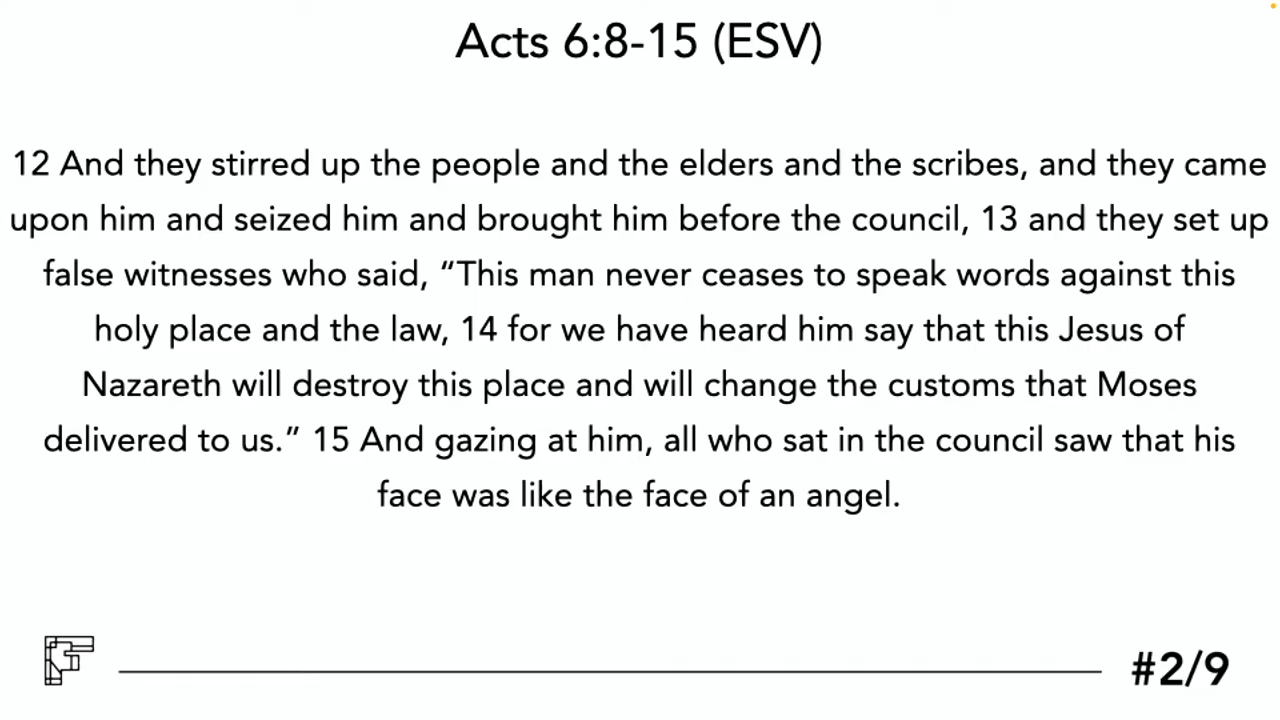 Acts 6:8-15 (ESV)
12 And they stirred up the people and the elders and the scribes, and they came
upon him and seized him and brought him before the council, 13 and they set up
false witnesses who said, “This man never ceases to speak words against this
holy place and the law, 14 for we have heard him say that this Jesus of
Nazareth will destroy this place and will change the customs that Moses
delivered to us.” 15 And gazing at him, all who sat in the council saw that his
face was like the face of an angel.
#2/9